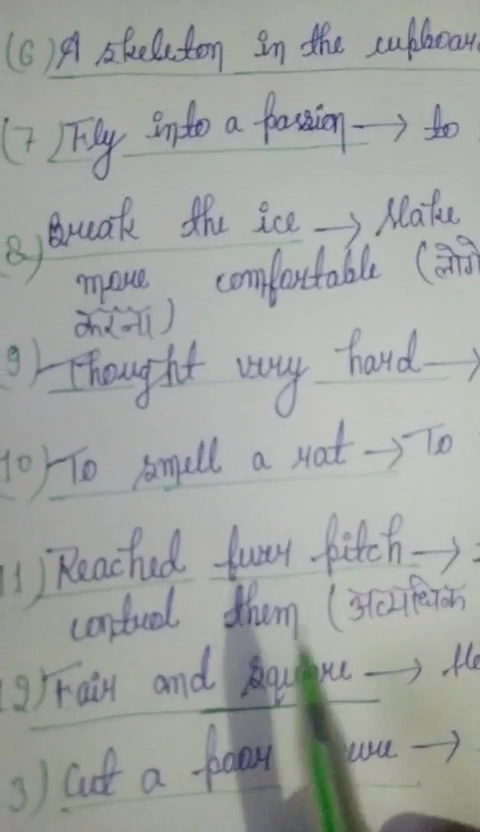 (6) A skeleton in the cupboar
(7) Fly into a passion → to
8) Break the ice → Make
more comfortable (लोगो
करना)
9) Thought very hard →
10) To smell a rat → To
11) Reached fury pitch →
control them (अत्यधिक
12) Fair and square →
3) Cut a poor